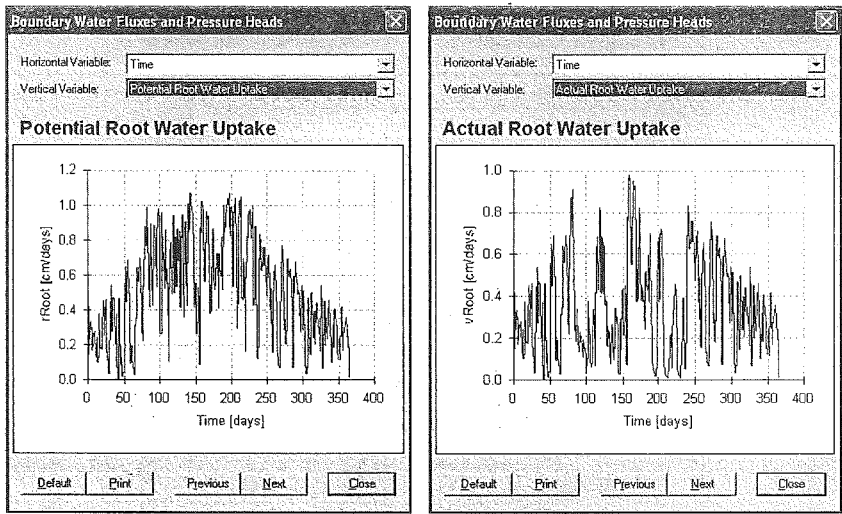 Boundary Water Fluxes and Pressure Heads
Horizontal Variable: Time
Vertical Variable: Potential Root Water Uptake
Potential Root Water Uptake
1.2
1.0
0.8
0.6
0.4
0.2
0.0
rRoot [cm/days]
0 50 100 150 200 250 300 350 400
Time [days]
Default Print Previous Next Close
Boundary Water Fluxes and Pressure Heads
Horizontal Variable: Time
Vertical Variable: Actual Root Water Uptake
Actual Root Water Uptake
1.0
0.8
0.6
0.4
0.2
0.0
vRoot [cm/days]
0 50 100 150 200 250 300 350 400
Time [days]
Default Print Previous Next Close